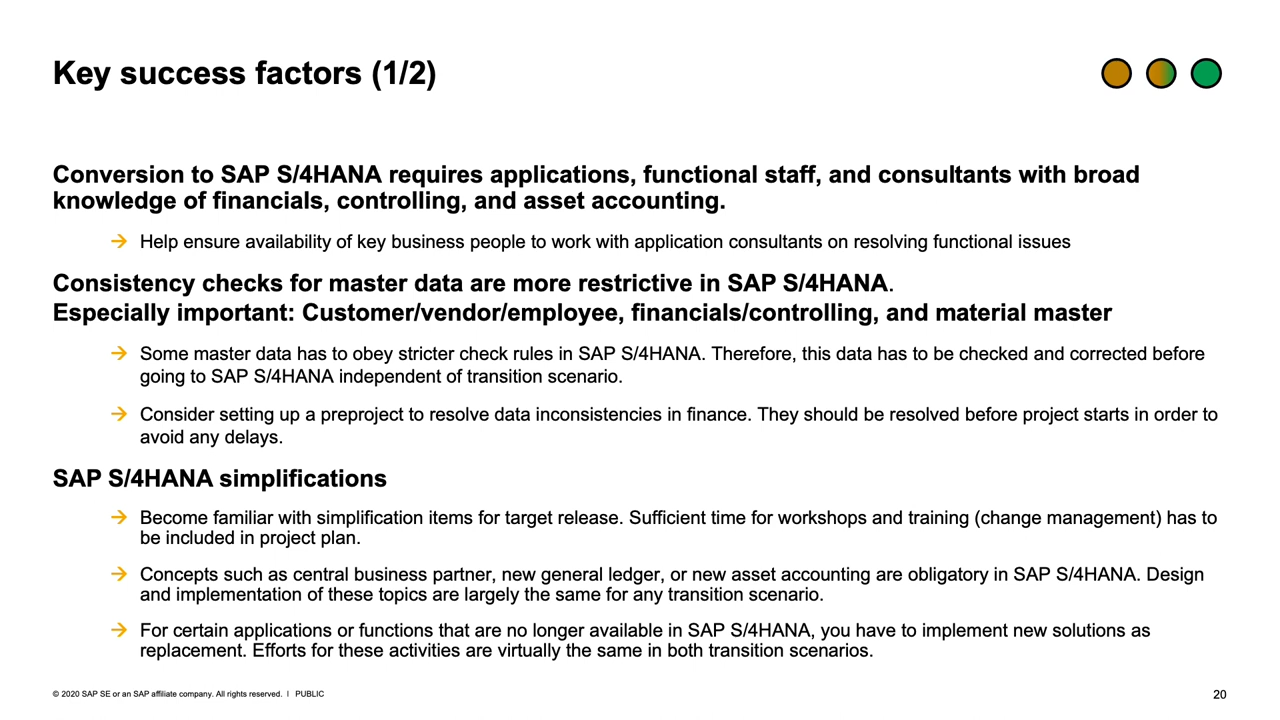 Key success factors (1/2)
Conversion to SAP S/4HANA requires applications, functional staff, and consultants with broad
knowledge of financials, controlling, and asset accounting.
→ Help ensure availability of key business people to work with application consultants on resolving functional issues
Consistency checks for master data are more restrictive in SAP S/4HANA.
Especially important: Customer/vendor/employee, financials/controlling, and material master
→ Some master data has to obey stricter check rules in SAP S/4HANA. Therefore, this data has to be checked and corrected before
going to SAP S/4HANA independent of transition scenario.
→ Consider setting up a preproject to resolve data inconsistencies in finance. They should be resolved before project starts in order to
avoid any delays.
SAP S/4HANA simplifications
→ Become familiar with simplification items for target release. Sufficient time for workshops and training (change management) has to
be included in project plan.
→ Concepts such as central business partner, new general ledger, or new asset accounting are obligatory in SAP S/4HANA. Design
and implementation of these topics are largely the same for any transition scenario.
→ For certain applications or functions that are no longer available in SAP S/4HANA, you have to implement new solutions as
replacement. Efforts for these activities are virtually the same in both transition scenarios.
© 2020 SAP SE or an SAP affiliate company. All rights reserved. ǀ PUBLIC
20